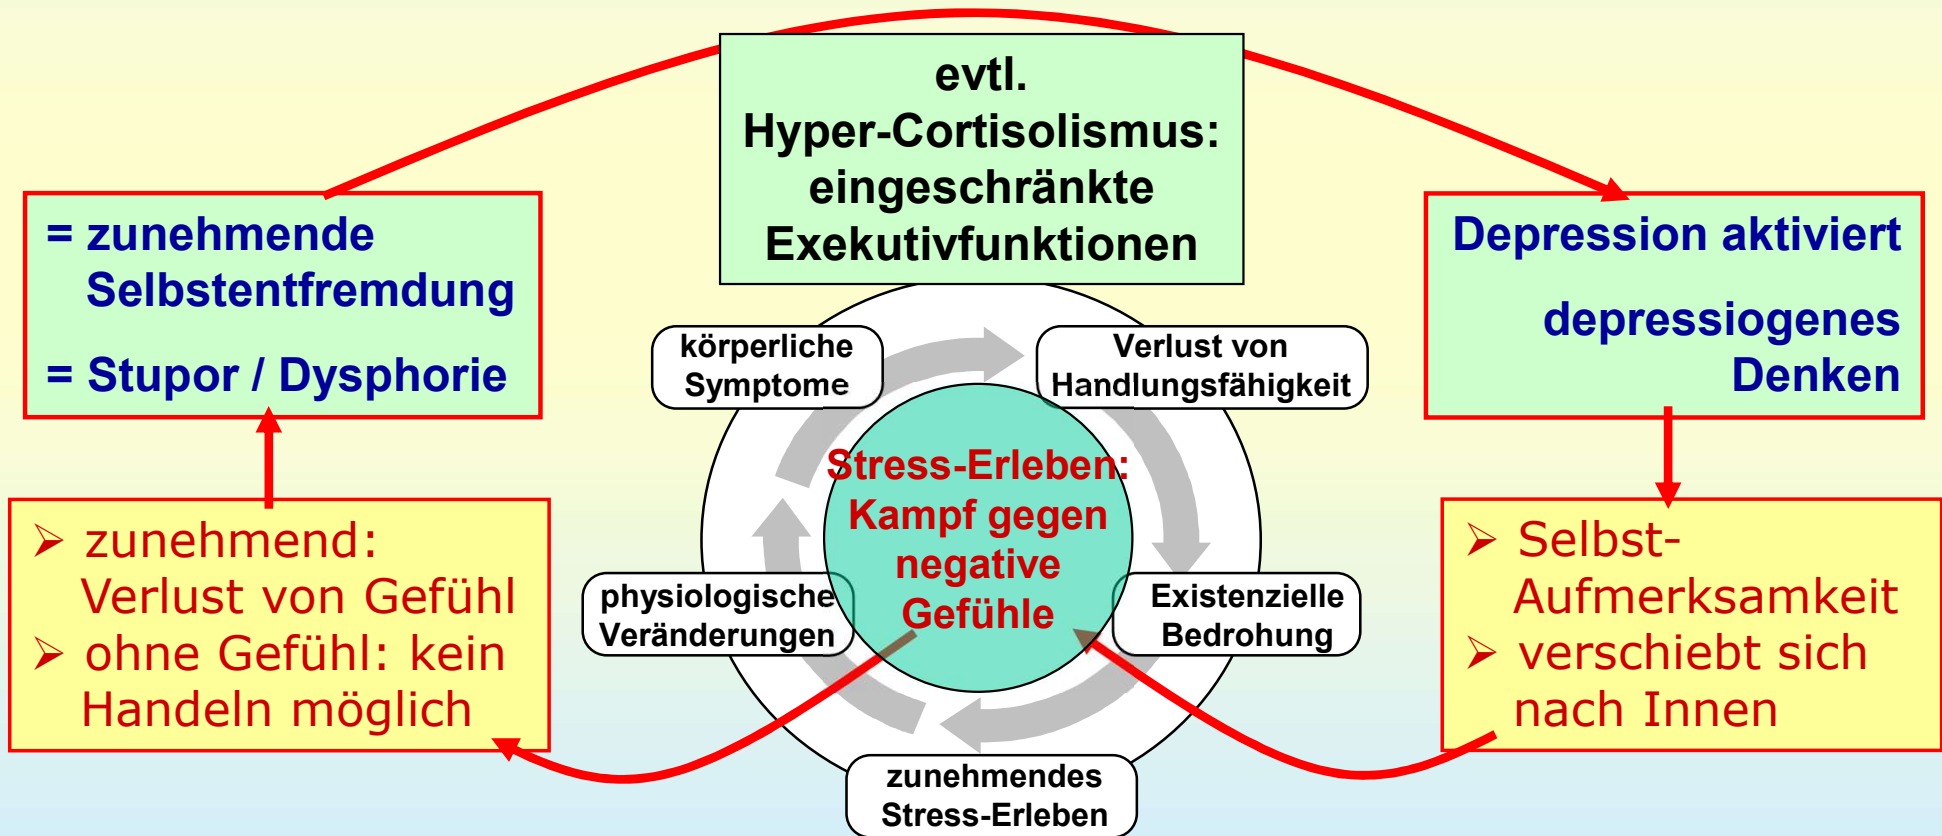 evtl.
Hyper-Cortisolismus:
eingeschränkte
Exekutivfunktionen
= zunehmende
Selbstentfremdung
= Stupor / Dysphorie
Depression aktiviert
depressiogenes
Denken
körperliche
Symptome
Verlust von
Handlungsfähigkeit
Stress-Erleben:
Kampf gegen
negative
Gefühle
➢ zunehmend:
Verlust von Gefühl
➢ ohne Gefühl: kein
Handeln möglich
physiologische
Veränderungen
Existenzielle
Bedrohung
➢ Selbst-
Aufmerksamkeit
➢ verschiebt sich
nach Innen
zunehmendes
Stress-Erleben